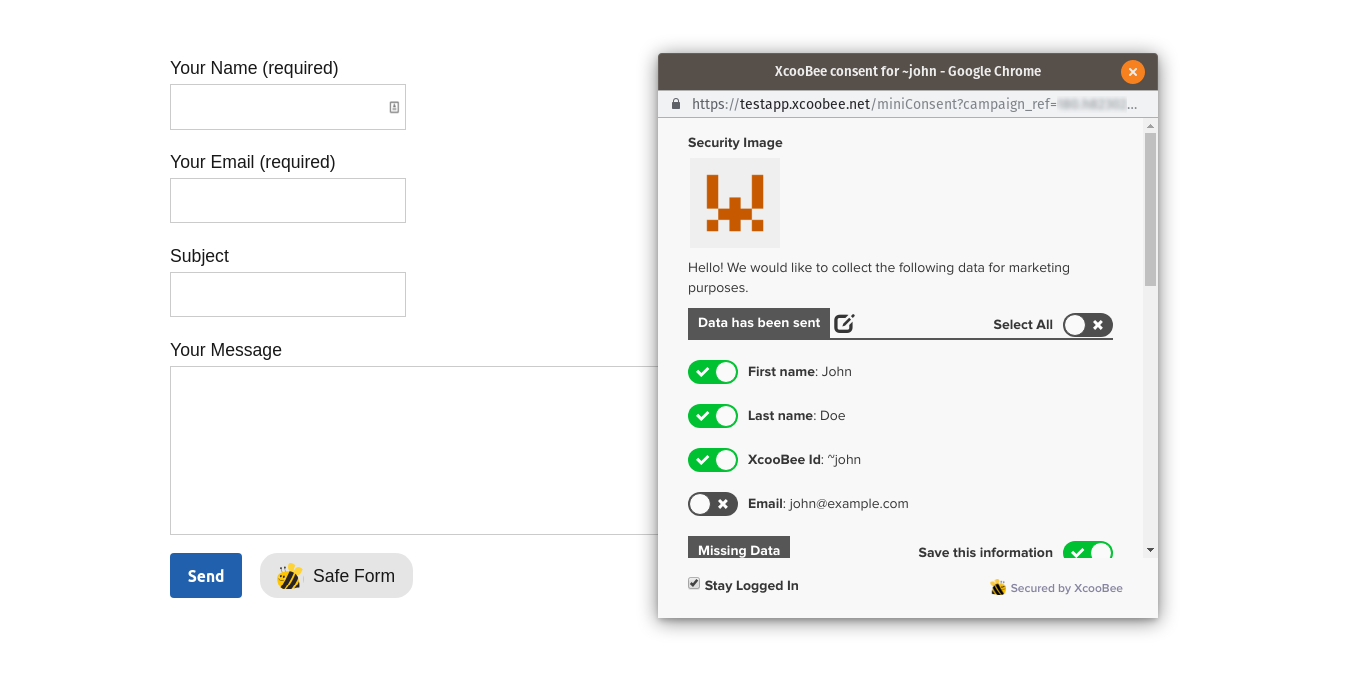 Your Name (required)
Your Email (required)
Subject
Your Message
Send
Safe Form
XcooBee consent for ~john - Google Chrome
https://testapp.xcoobee.net/miniConsent?campaign_ref=
Security Image
Hello! We would like to collect the following data for marketing
purposes.
Data has been sent
Select All
First name: John
Last name: Doe
XcooBee Id: ~john
Email: john@example.com
Missing Data
Save this information
Stay Logged In
Secured by XcooBee